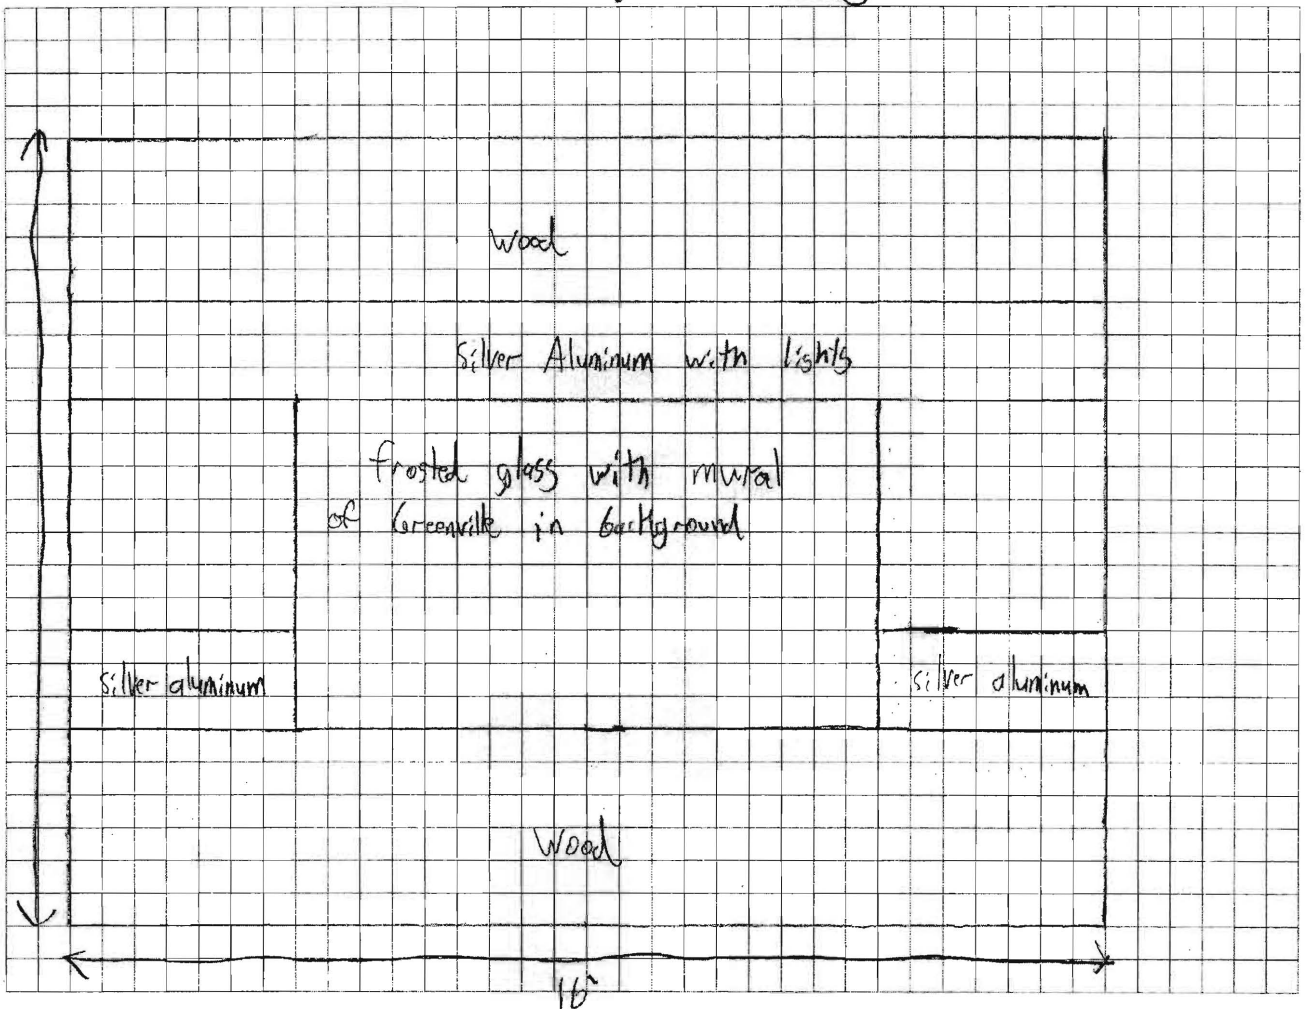 Wood
Silver Aluminum with lights
frosted glass with mural
of Greenville in background
silver aluminum
silver aluminum
Wood